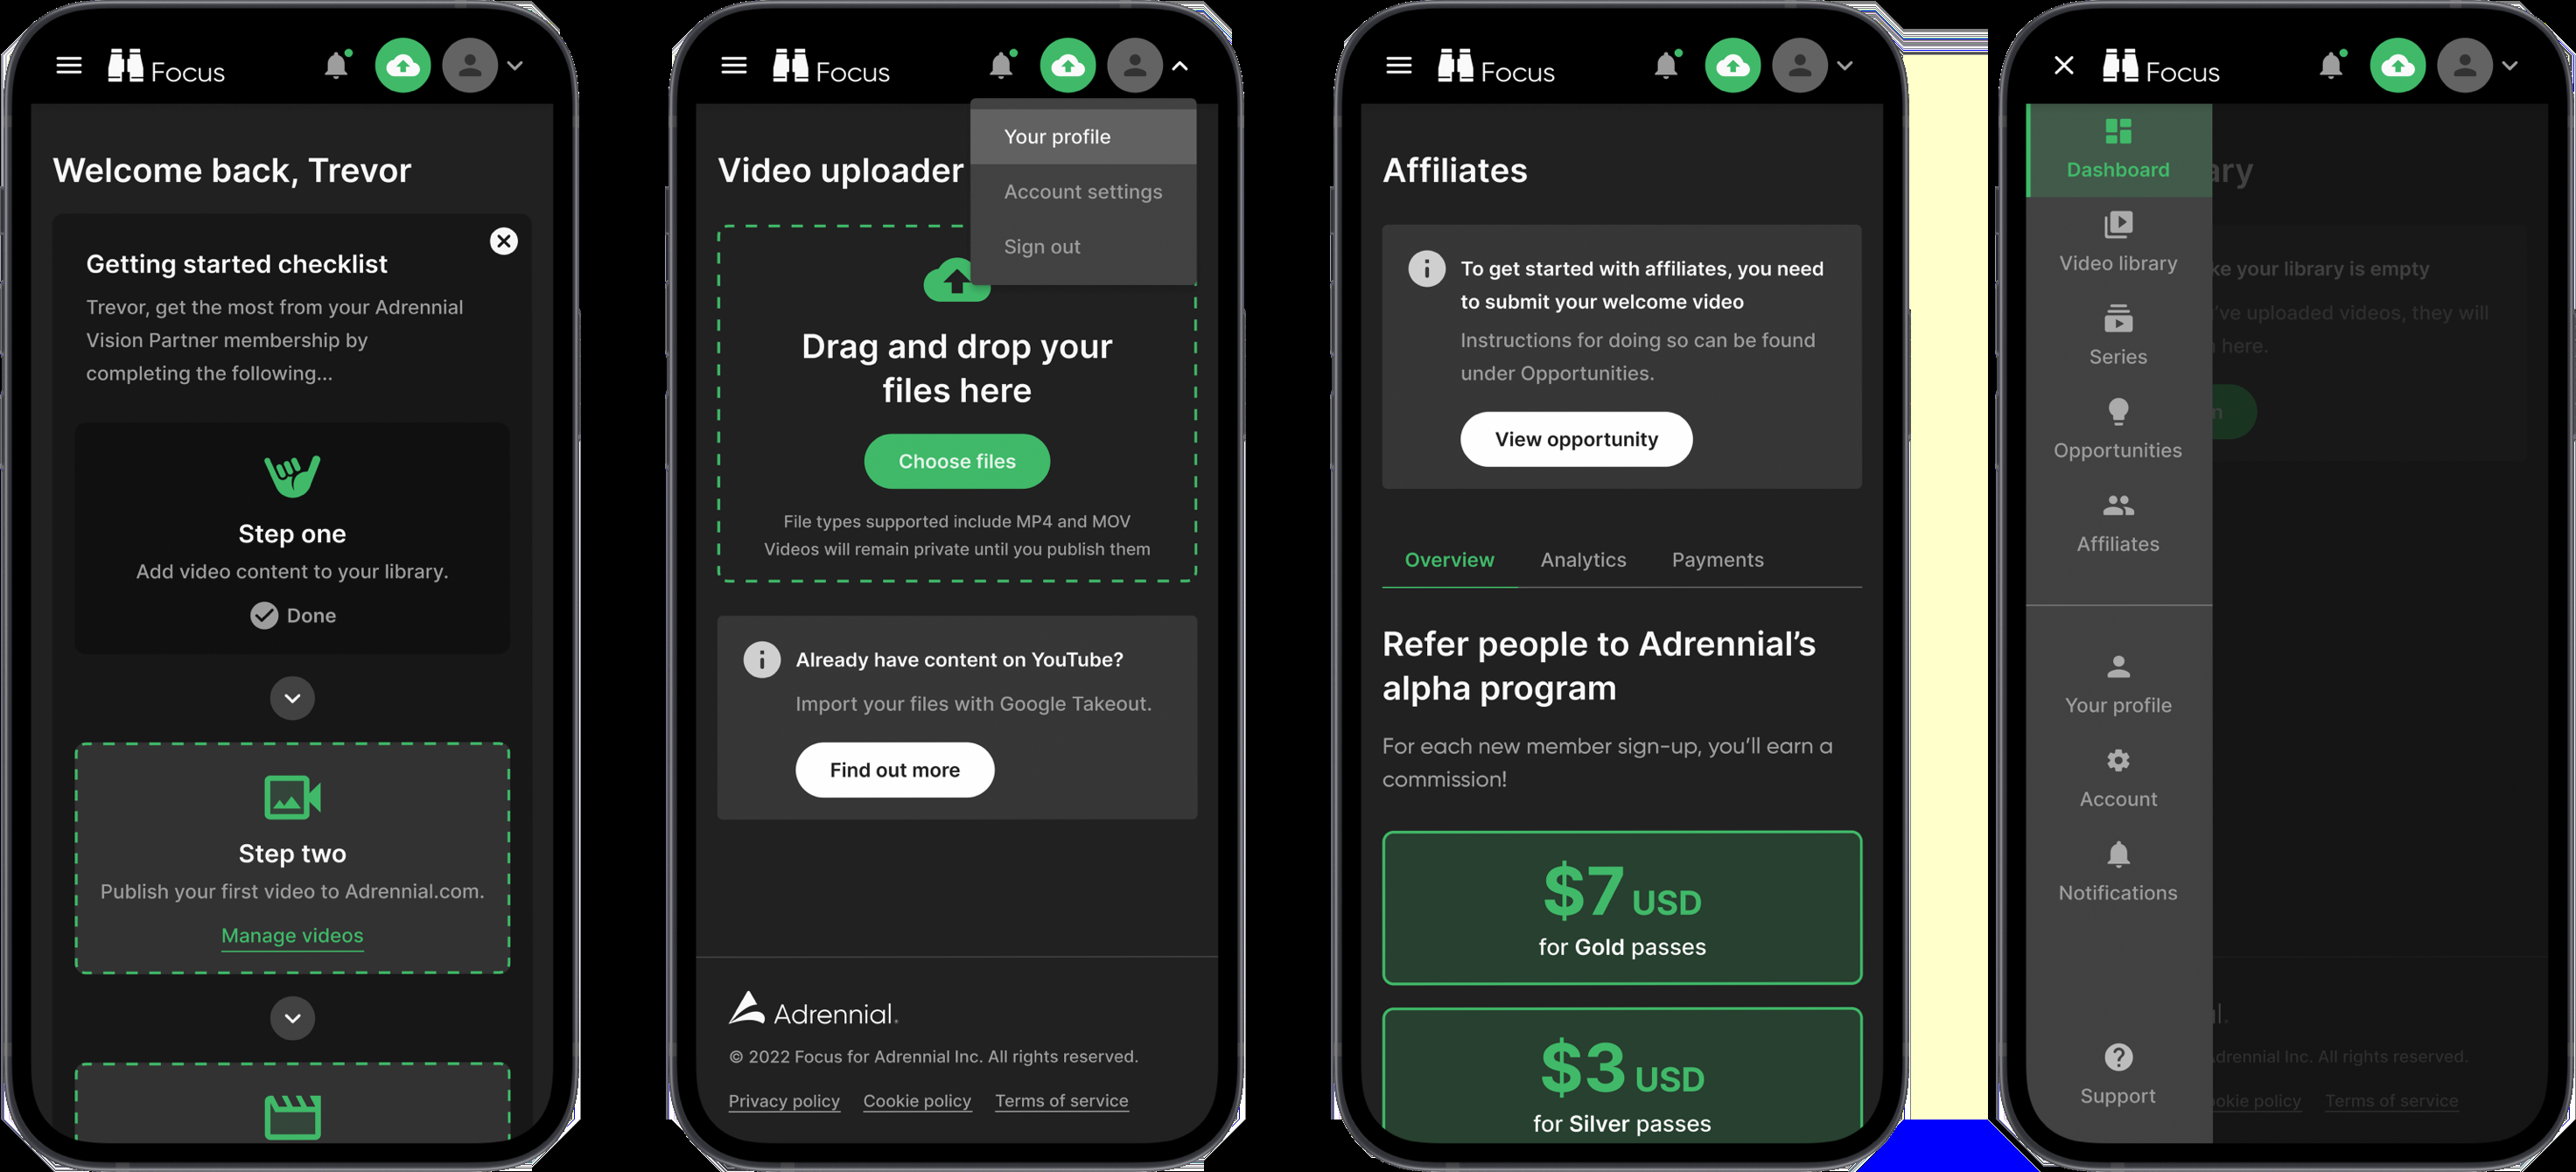 Focus
Welcome back, Trevor
Getting started checklist
Trevor, get the most from your Adrennial
Vision Partner membership by
completing the following...
Step one
Add video content to your library.
Done
Step two
Publish your first video to Adrennial.com.
Manage videos
Focus
Your profile
Account settings
Sign out
Video uploader
Drag and drop your
files here
Choose files
File types supported include MP4 and MOV
Videos will remain private until you publish them
Already have content on YouTube?
Import your files with Google Takeout.
Find out more
Adrennial.
© 2022 Focus for Adrennial Inc. All rights reserved.
Privacy policy Cookie policy Terms of service
Focus
Affiliates
To get started with affiliates, you need
to submit your welcome video
Instructions for doing so can be found
under Opportunities.
View opportunity
Overview Analytics Payments
Refer people to Adrennial’s
alpha program
For each new member sign-up, you’ll earn a
commission!
$7 USD
for Gold passes
$3 USD
for Silver passes
Focus
Dashboard
Video library
Series
Opportunities
Affiliates
Your profile
Account
Notifications
Support
your library is empty
've uploaded videos, they will
here.
Inc. All rights reserved.
policy Terms of service